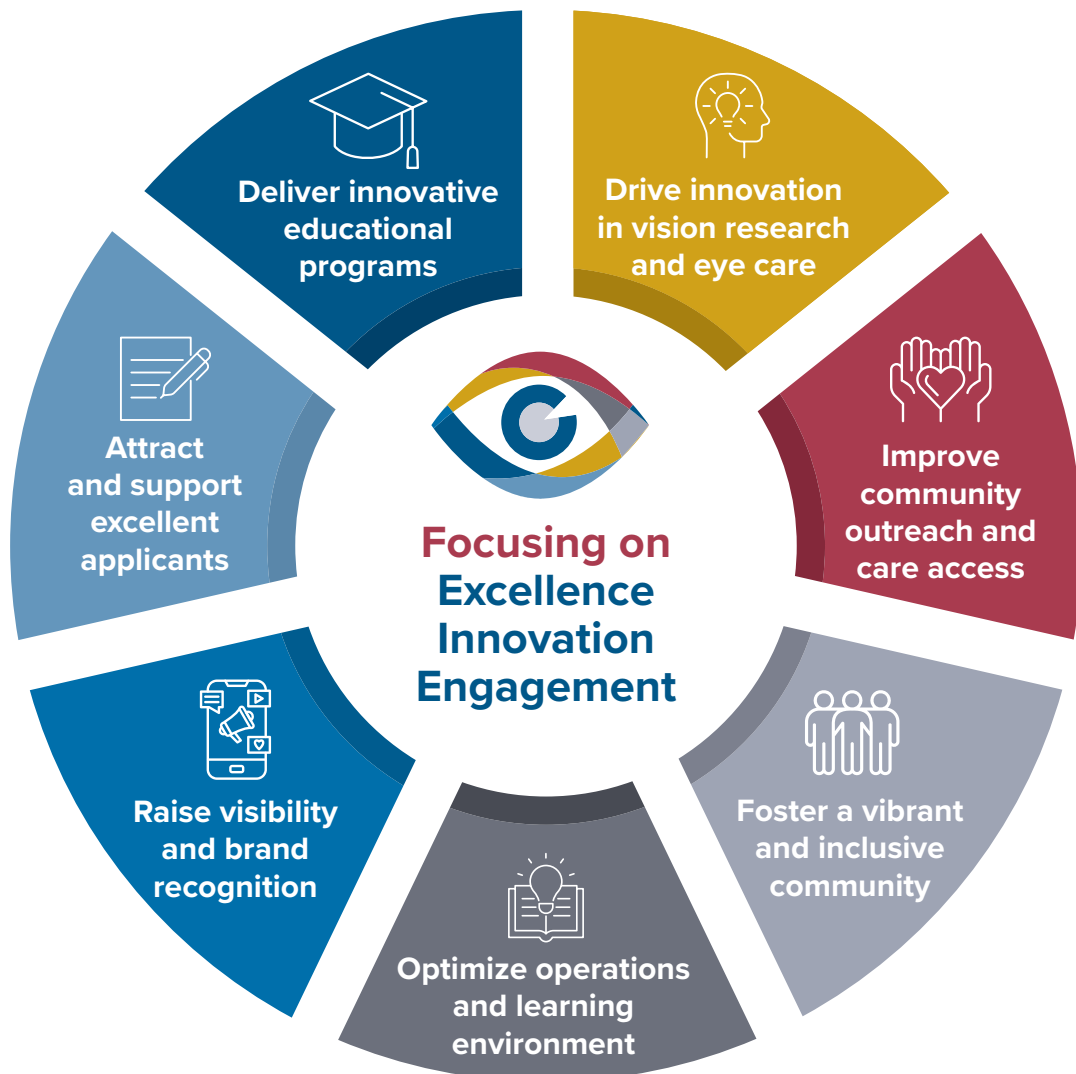 Deliver innovative
educational
programs
Drive innovation
in vision research
and eye care
Improve
community
outreach and
care access
Foster a vibrant
and inclusive
community
Optimize operations
and learning
environment
Raise visibility
and brand
recognition
Attract
and support
excellent
applicants
Focusing on
Excellence
Innovation
Engagement